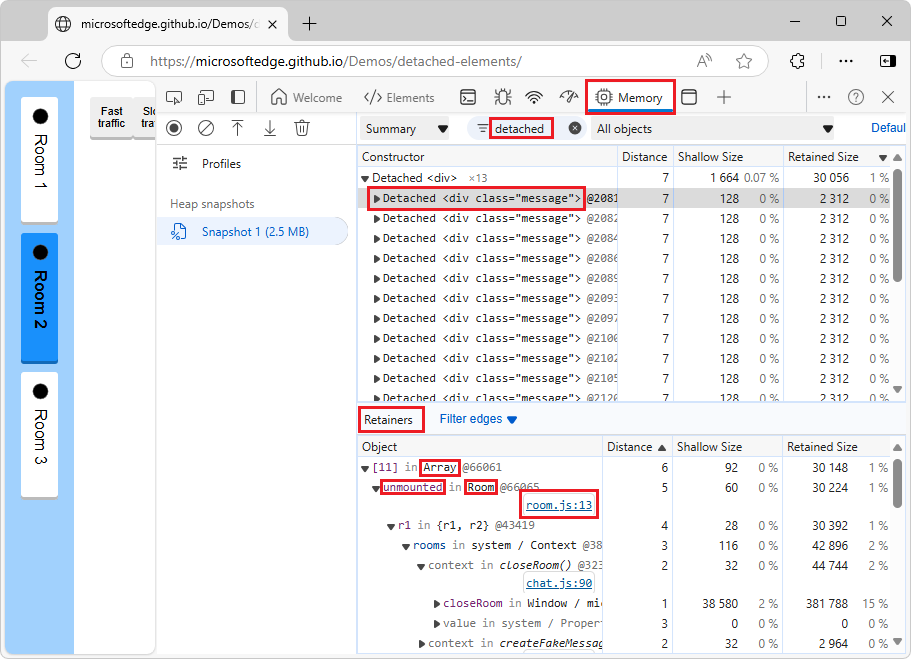 microsoftedge.github.io/Demos/
https://microsoftedge.github.io/Demos/detached-elements/
Room 1
Room 2
Room 3
Fast traffic
Welcome
Elements
Memory
Summary
detached
All objects
Defaul
Profiles
Heap snapshots
Snapshot 1 (2.5 MB)
Constructor Distance Shallow Size Retained Size
Detached <div> ×13 7 1 664 0.07 % 30 056 1 %
Detached <div class="message"> @2081 7 128 0 % 2 312 0 %
Detached <div class="message"> @2082 7 128 0 % 2 312 0 %
Detached <div class="message"> @2084 7 128 0 % 2 312 0 %
Detached <div class="message"> @2086 7 128 0 % 2 312 0 %
Detached <div class="message"> @2089 7 128 0 % 2 312 0 %
Detached <div class="message"> @2093 7 128 0 % 2 312 0 %
Detached <div class="message"> @2097 7 128 0 % 2 312 0 %
Detached <div class="message"> @2100 7 128 0 % 2 312 0 %
Detached <div class="message"> @2102 7 128 0 % 2 312 0 %
Detached <div class="message"> @2105 7 128 0 % 2 312 0 %
Detached <div class="message"> @2120 7 128 0 % 2 312 0 %
Retainers
Filter edges
Object Distance Shallow Size Retained Size
[11] in Array @66061 6 92 0 % 30 148 1 %
unmounted in Room @66065 5 60 0 % 30 224 1 %
room.js:13
r1 in {r1, r2} @43419 4 28 0 % 30 392 1 %
rooms in system / Context @38 3 116 0 % 42 896 2 %
context in closeRoom() @323 2 32 0 % 44 744 2 %
chat.js:90
closeRoom in Window / mi 1 38 580 2 % 381 788 15 %
value in system / Proper 3 0 0 % 0 0 %
context in createFakeMessag 2 32 0 % 2 964 0 %